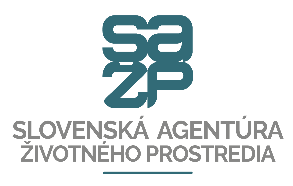 sa
žp
SLOVENSKÁ AGENTÚRA
ŽIVOTNÉHO PROSTREDIA